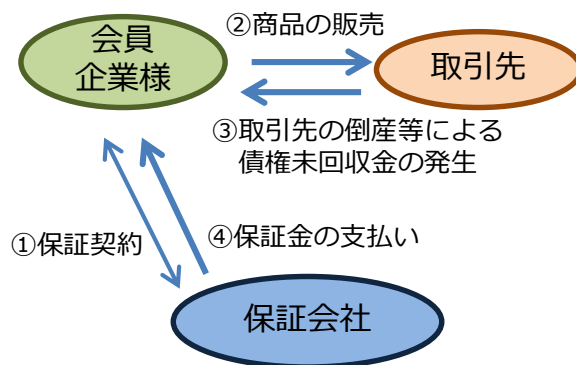 会員
企業様
②商品の販売
取引先
③取引先の倒産等による
債権未回収金の発生
①保証契約
④保証金の支払い
保証会社